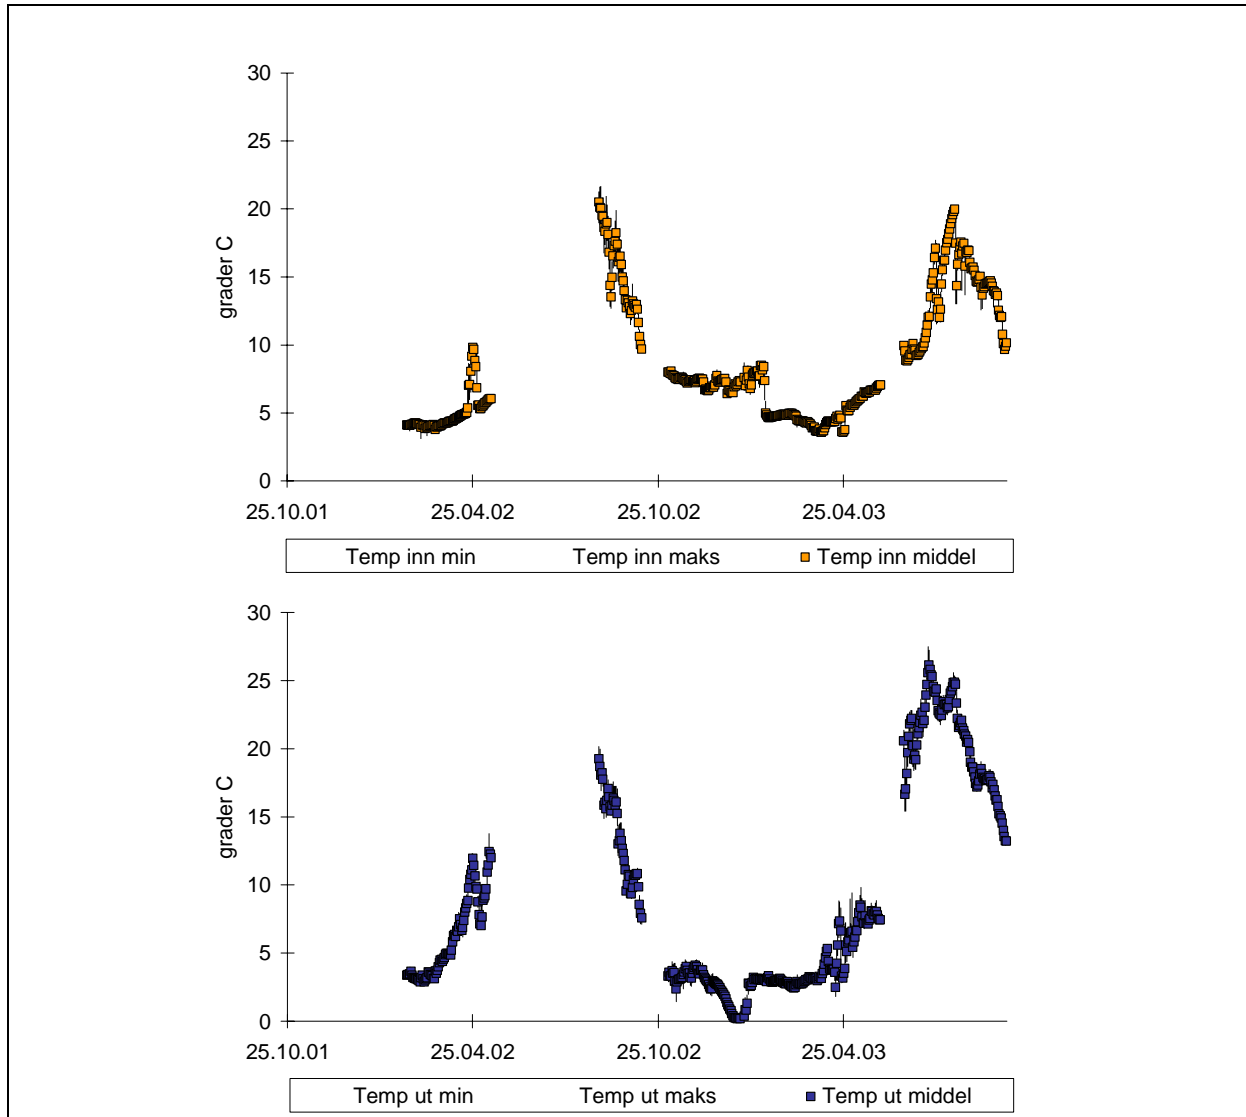 30
25
20
15
10
5
0
grader C
25.10.01 25.04.02 25.10.02 25.04.03
Temp inn min Temp inn maks Temp inn middel
30
25
20
15
10
5
0
grader C
25.10.01 25.04.02 25.10.02 25.04.03
Temp ut min Temp ut maks Temp ut middel